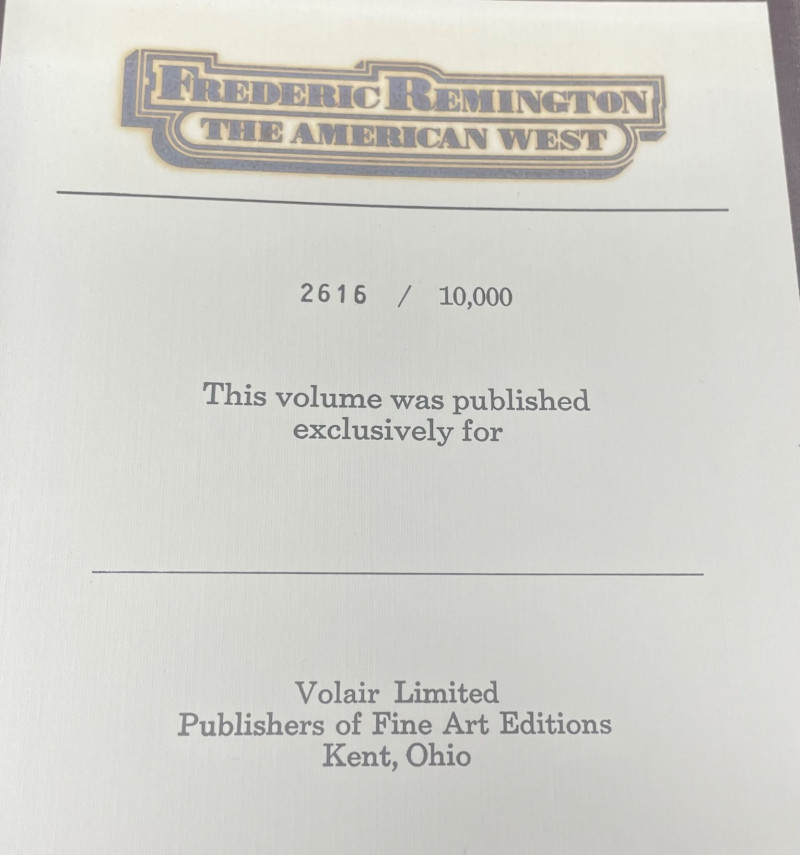 FREDERIC REMINGTON
THE AMERICAN WEST
2616 / 10,000
This volume was published
exclusively for
Volair Limited
Publishers of Fine Art Editions
Kent, Ohio